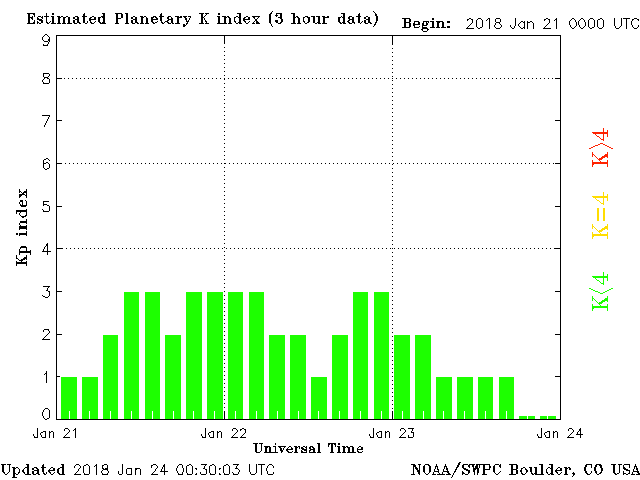 Estimated Planetary K index (3 hour data) Begin: 2018 Jan 21 0000 UTC
9
8
7
6
5
4
3
2
1
0
Kp index
K>4
K=4
K<4
Jan 21 Jan 22 Jan 23 Jan 24
Universal Time
Updated 2018 Jan 24 00:30:03 UTC NOAA/SWPC Boulder, CO USA